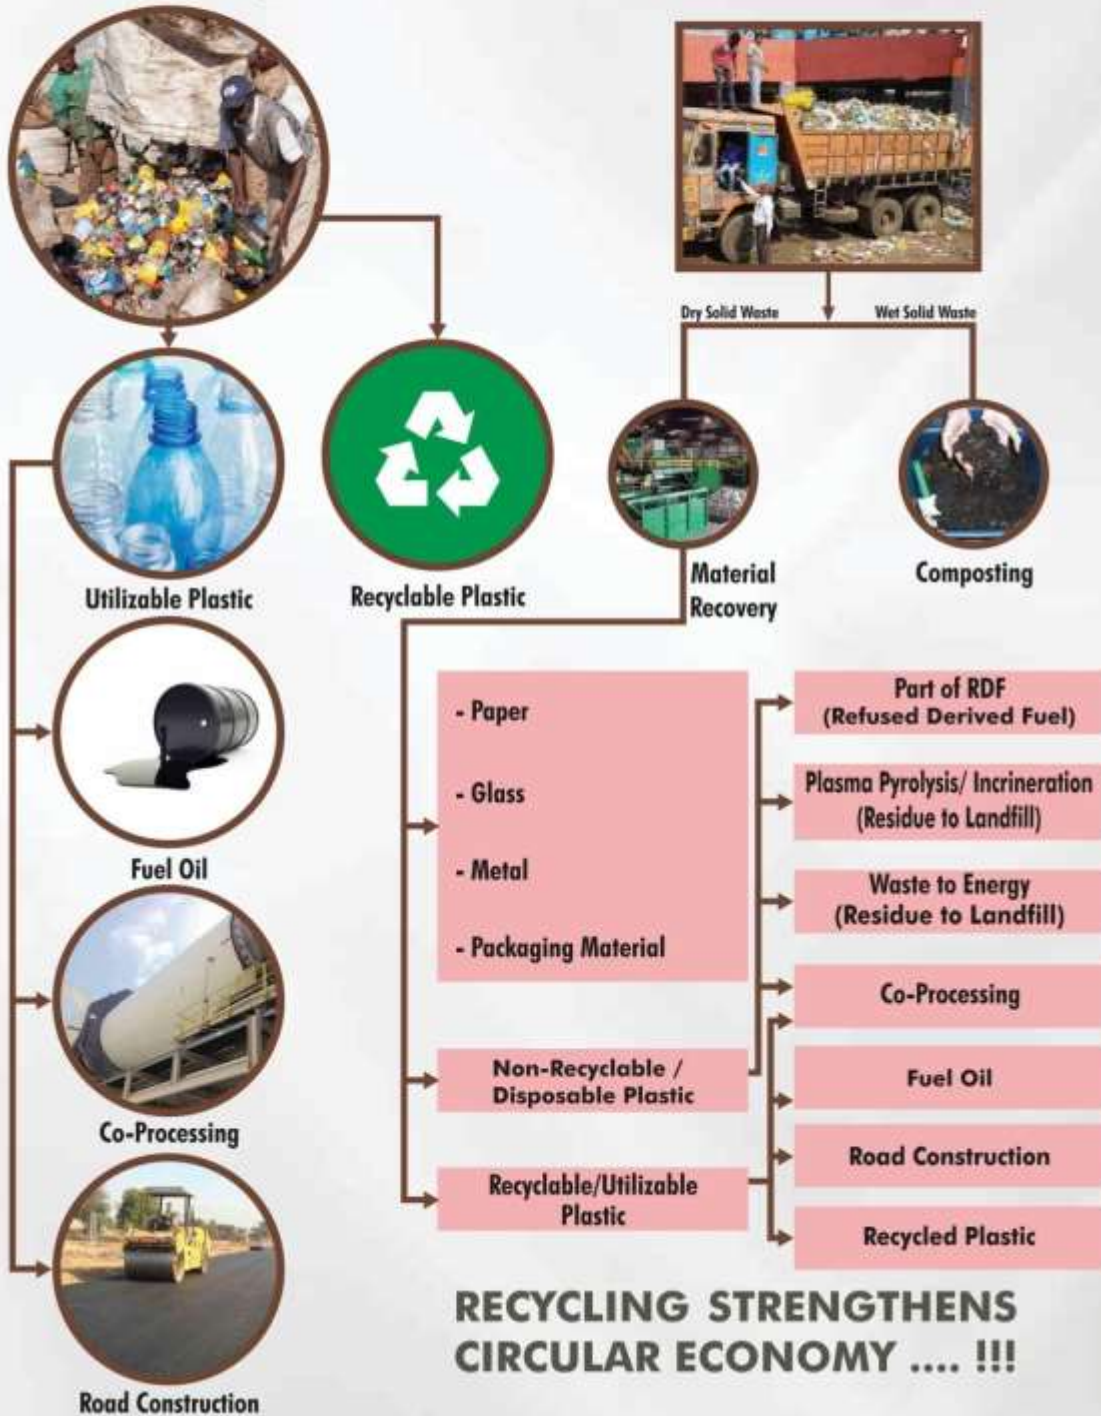 Dry Solid Waste
Wet Solid Waste
Utilizable Plastic
Recyclable Plastic
Material
Recovery
Composting
Fuel Oil
Co-Processing
Road Construction
- Paper
- Glass
- Metal
- Packaging Material
Non-Recyclable /
Disposable Plastic
Recyclable/Utilizable
Plastic
Part of RDF
(Refused Derived Fuel)
Plasma Pyrolysis/ Incrineration
(Residue to Landfill)
Waste to Energy
(Residue to Landfill)
Co-Processing
Fuel Oil
Road Construction
Recycled Plastic
RECYCLING STRENGTHENS
CIRCULAR ECONOMY .... !!!